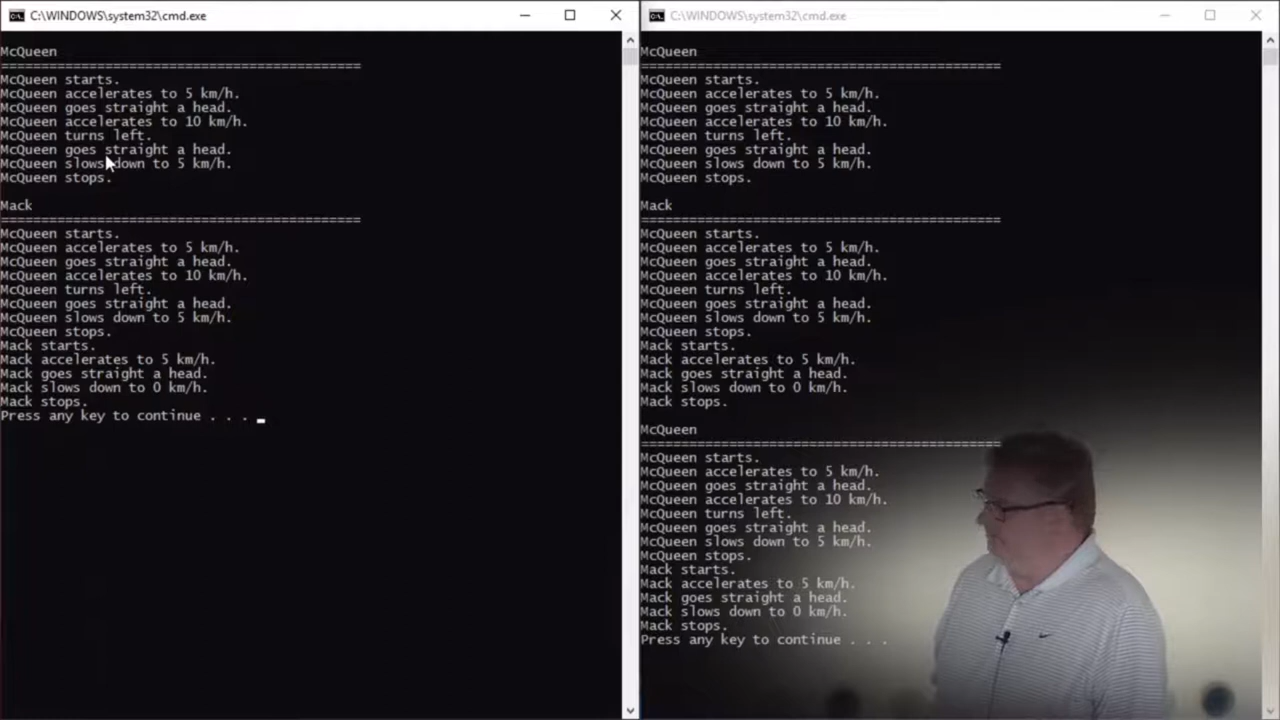 C:\WINDOWS\system32\cmd.exe
McQueen
=============================================
McQueen starts.
McQueen accelerates to 5 km/h.
McQueen goes straight a head.
McQueen accelerates to 10 km/h.
McQueen turns left.
McQueen goes straight a head.
McQueen slows down to 5 km/h.
McQueen stops.
Mack
=============================================
McQueen starts.
McQueen accelerates to 5 km/h.
McQueen goes straight a head.
McQueen accelerates to 10 km/h.
McQueen turns left.
McQueen goes straight a head.
McQueen slows down to 5 km/h.
McQueen stops.
Mack starts.
Mack accelerates to 5 km/h.
Mack goes straight a head.
Mack slows down to 0 km/h.
Mack stops.
Press any key to continue . . .
C:\WINDOWS\system32\cmd.exe
McQueen
=============================================
McQueen starts.
McQueen accelerates to 5 km/h.
McQueen goes straight a head.
McQueen accelerates to 10 km/h.
McQueen turns left.
McQueen goes straight a head.
McQueen slows down to 5 km/h.
McQueen stops.
Mack
=============================================
McQueen starts.
McQueen accelerates to 5 km/h.
McQueen goes straight a head.
McQueen accelerates to 10 km/h.
McQueen turns left.
McQueen goes straight a head.
McQueen slows down to 5 km/h.
McQueen stops.
Mack starts.
Mack accelerates to 5 km/h.
Mack goes straight a head.
Mack slows down to 0 km/h.
Mack stops.
McQueen
=============================================
McQueen starts.
McQueen accelerates to 5 km/h.
McQueen goes straight a head.
McQueen accelerates to 10 km/h.
McQueen turns left.
McQueen goes straight a head.
McQueen slows down to 5 km/h.
McQueen stops.
Mack starts.
Mack accelerates to 5 km/h.
Mack goes straight a head.
Mack slows down to 0 km/h.
Mack stops.
Press any key to continue . . .